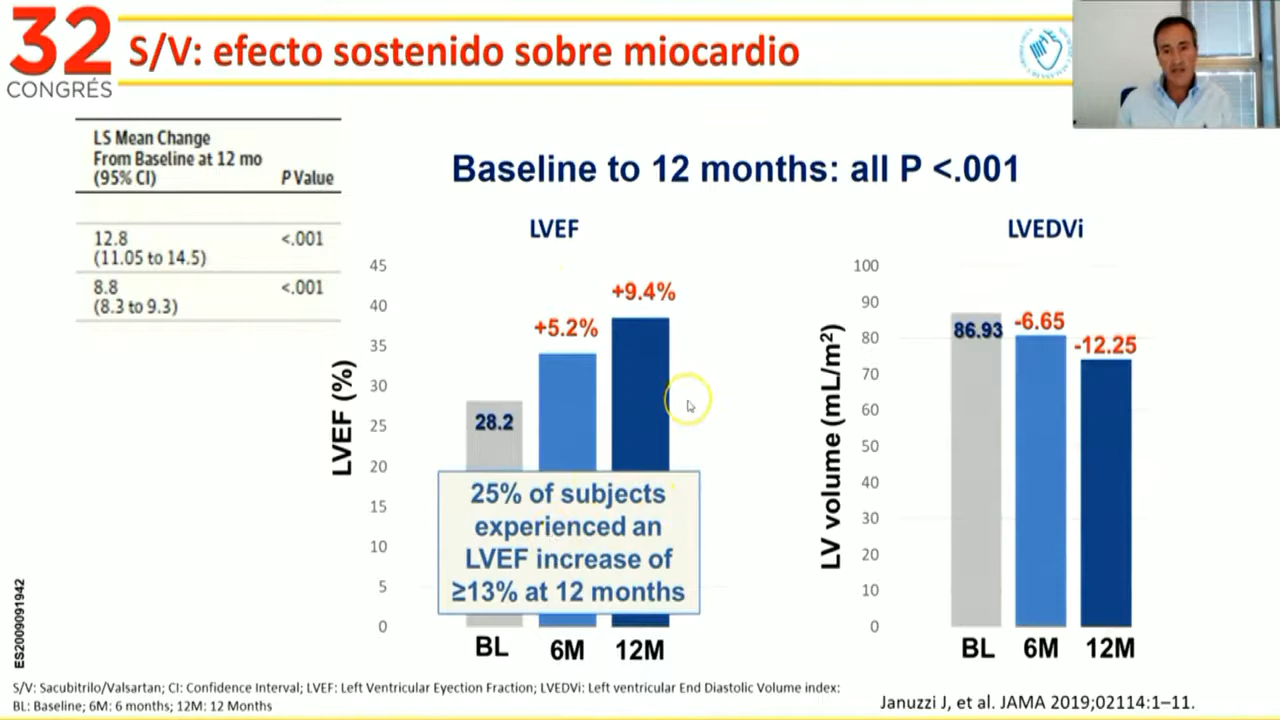 32
CONGRÉS
S/V: efecto sostenido sobre miocardio
LS Mean Change
From Baseline at 12 mo
(95% CI)
P Value
12.8
(11.05 to 14.5)
<.001
8.8
(8.3 to 9.3)
<.001
Baseline to 12 months: all P <.001
LVEF
LVEF (%)
45
40
35
30
25
20
15
10
5
0
28.2
+5.2%
+9.4%
25% of subjects
experienced an
LVEF increase of
≥13% at 12 months
BL
6M
12M
LVEDVi
LV volume (mL/m²)
100
90
80
70
60
50
40
30
20
10
0
86.93
-6.65
-12.25
BL
6M
12M
ES2009091942
S/V: Sacubitrilo/Valsartan; CI: Confidence Interval; LVEF: Left Ventricular Eyection Fraction; LVEDVi: Left ventricular End Diastolic Volume index:
BL: Baseline; 6M: 6 months; 12M: 12 Months
Januzzi J, et al. JAMA 2019;02114:1–11.